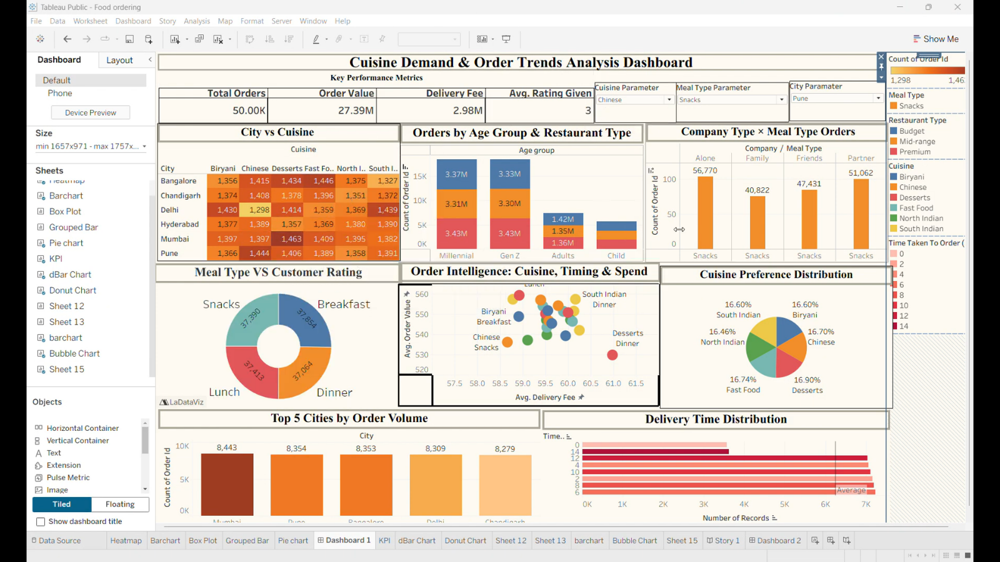 Tableau Public - Food ordering
File Data Worksheet Dashboard Story Analysis Map Format Server Window Help
Show Me
Dashboard Layout
Default
Phone
Device Preview
Size
min 1657x971 - max 1757x...
Sheets
Heatmap
Barchart
Box Plot
Grouped Bar
Pie chart
KPI
dBar Chart
Donut Chart
Sheet 12
Sheet 13
barchart
Bubble Chart
Sheet 15
Objects
Horizontal Container
Vertical Container
Text
Extension
Pulse Metric
Image
Tiled Floating
Show dashboard title
Cuisine Demand & Order Trends Analysis Dashboard
Key Performance Metrics
Total Orders Order Value Delivery Fee Avg. Rating Given
50.00K 27.39M 2.98M 3
Cuisine Parameter Meal Type Parameter City Paramater
Chinese Snacks Pune
City vs Cuisine
Cuisine
City Biryani Chinese Desserts Fast Fo.. North I.. South I..
Bangalore 1,356 1,415 1,434 1,446 1,375 1,327
Chandigarh 1,374 1,408 1,378 1,396 1,351 1,372
Delhi 1,430 1,298 1,414 1,359 1,369 1,439
Hyderabad 1,377 1,389 1,357 1,369 1,380 1,390
Mumbai 1,397 1,397 1,463 1,409 1,395 1,382
Pune 1,366 1,444 1,406 1,389 1,358 1,391
Orders by Age Group & Restaurant Type
Age group
Count of Order Id
15K
10K
5K
0K
3.37M 3.33M
3.31M 3.30M
3.43M 3.43M
1.42M
1.35M
1.36M
Millennial Gen Z Adults Child
Company Type × Meal Type Orders
Company / Meal Type
Alone Family Friends Partner
Count of Order Id
100
50
0
56,770 40,822 47,431 51,062
Snacks Snacks Snacks Snacks
Count of Order Id
1,298 1,46
Meal Type
Snacks
Restaurant Type
Budget
Mid-range
Premium
Cuisine
Biryani
Chinese
Desserts
Fast Food
North Indian
South Indian
Time Taken To Order (
0
2
4
6
8
10
12
14
Meal Type VS Customer Rating
Snacks Breakfast
37,390 37,854
37,413 37,064
Lunch Dinner
LaDataViz
Order Intelligence: Cuisine, Timing & Spend
Avg. Order Value
560
550
540
530
520
Lunch
South Indian
Dinner
Biryani
Breakfast
Chinese
Snacks
Desserts
Dinner
57.5 58.0 58.5 59.0 59.5 60.0 60.5 61.0 61.5
Avg. Delivery Fee
Cuisine Preference Distribution
16.60%
South Indian
16.60%
Biryani
16.46%
North Indian
16.70%
Chinese
16.74%
Fast Food
16.90%
Desserts
Top 5 Cities by Order Volume
City
Count of Order Id
10K
5K
0K
8,443 8,354 8,353 8,309 8,279
Mumbai Pune Bangalore Delhi Chandigarh
Delivery Time Distribution
Time..
0
14
12
4
10
2
8
6
Average
0K 1K 2K 3K 4K 5K 6K 7K
Number of Records
Data Source Heatmap Barchart Box Plot Grouped Bar Pie chart Dashboard 1 KPI dBar Chart Donut Chart Sheet 12 Sheet 13 barchart Bubble Chart Sheet 15 Story 1 Dashboard 2